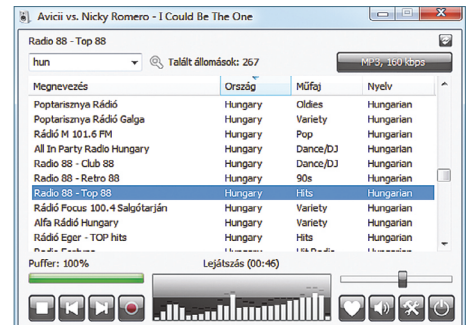 Avicii vs. Nicky Romero - I Could Be The One
Radio 88 - Top 88
hun Talált állomások: 267 MP3, 160 kbps
Megnevezés Ország Műfaj Nyelv
Poptarisznya Rádió Hungary Oldies Hungarian
Poptarisznya Rádió Galga Hungary Variety Hungarian
Rádió M 101.6 FM Hungary Pop Hungarian
All In Party Radio Hungary Hungary Dance/DJ Hungarian
Radio 88 - Club 88 Hungary Dance/DJ Hungarian
Radio 88 - Retro 88 Hungary 90s Hungarian
Radio 88 - Top 88 Hungary Hits Hungarian
Rádió Focus 100.4 Salgótarján Hungary Variety Hungarian
Alfa Rádió Hungary Hungary Variety Hungarian
Rádió Eger - TOP hits Hungary Hits Hungarian
Hungary Hungarian
Puffer: 100% Lejátszás (00:46)